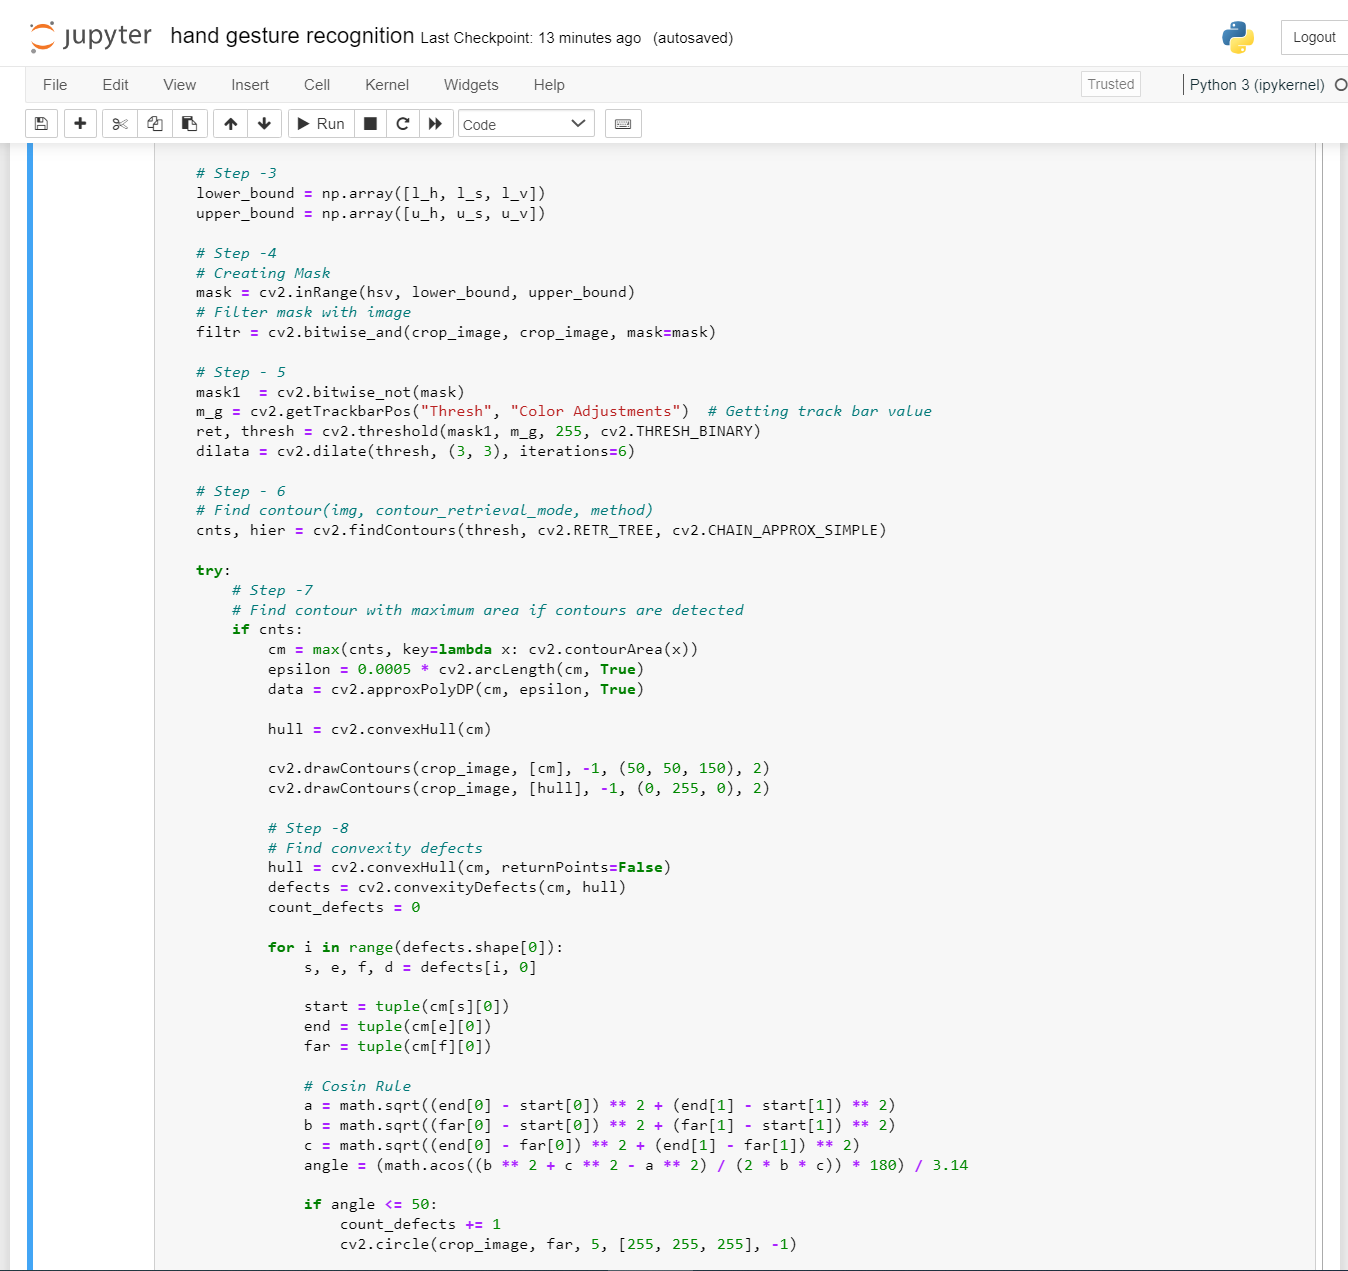 jupyter hand gesture recognition Last Checkpoint: 13 minutes ago (autosaved) Logout
File Edit View Insert Cell Kernel Widgets Help Trusted Python 3 (ipykernel)
Run Code
# Step -3
lower_bound = np.array([l_h, l_s, l_v])
upper_bound = np.array([u_h, u_s, u_v])
# Step -4
# Creating Mask
mask = cv2.inRange(hsv, lower_bound, upper_bound)
# Filter mask with image
filtr = cv2.bitwise_and(crop_image, crop_image, mask=mask)
# Step - 5
mask1  = cv2.bitwise_not(mask)
m_g = cv2.getTrackbarPos("Thresh", "Color Adjustments")  # Getting track bar value
ret, thresh = cv2.threshold(mask1, m_g, 255, cv2.THRESH_BINARY)
dilata = cv2.dilate(thresh, (3, 3), iterations=6)
# Step - 6
# Find contour(img, contour_retrieval_mode, method)
cnts, hier = cv2.findContours(thresh, cv2.RETR_TREE, cv2.CHAIN_APPROX_SIMPLE)
try:
    # Step -7
    # Find contour with maximum area if contours are detected
    if cnts:
        cm = max(cnts, key=lambda x: cv2.contourArea(x))
        epsilon = 0.0005 * cv2.arcLength(cm, True)
        data = cv2.approxPolyDP(cm, epsilon, True)
        hull = cv2.convexHull(cm)
        cv2.drawContours(crop_image, [cm], -1, (50, 50, 150), 2)
        cv2.drawContours(crop_image, [hull], -1, (0, 255, 0), 2)
        # Step -8
        # Find convexity defects
        hull = cv2.convexHull(cm, returnPoints=False)
        defects = cv2.convexityDefects(cm, hull)
        count_defects = 0
        for i in range(defects.shape[0]):
            s, e, f, d = defects[i, 0]
            start = tuple(cm[s][0])
            end = tuple(cm[e][0])
            far = tuple(cm[f][0])
            # Cosin Rule
            a = math.sqrt((end[0] - start[0]) ** 2 + (end[1] - start[1]) ** 2)
            b = math.sqrt((far[0] - start[0]) ** 2 + (far[1] - start[1]) ** 2)
            c = math.sqrt((end[0] - far[0]) ** 2 + (end[1] - far[1]) ** 2)
            angle = (math.acos((b ** 2 + c ** 2 - a ** 2) / (2 * b * c)) * 180) / 3.14
            if angle <= 50:
                count_defects += 1
                cv2.circle(crop_image, far, 5, [255, 255, 255], -1)